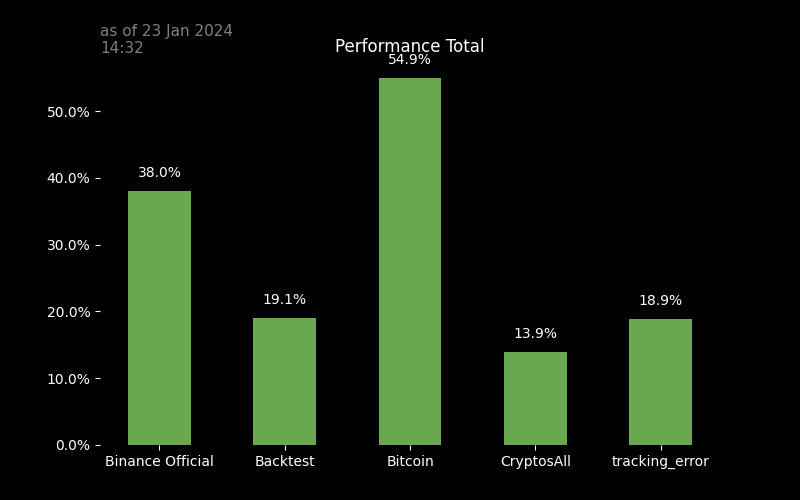 as of 23 Jan 2024
14:32
Performance Total
54.9%
50.0%
38.0%
40.0%
30.0%
19.1%
18.9%
20.0%
13.9%
10.0%
0.0%
Binance Official
Backtest
Bitcoin
CryptosAll
tracking_error